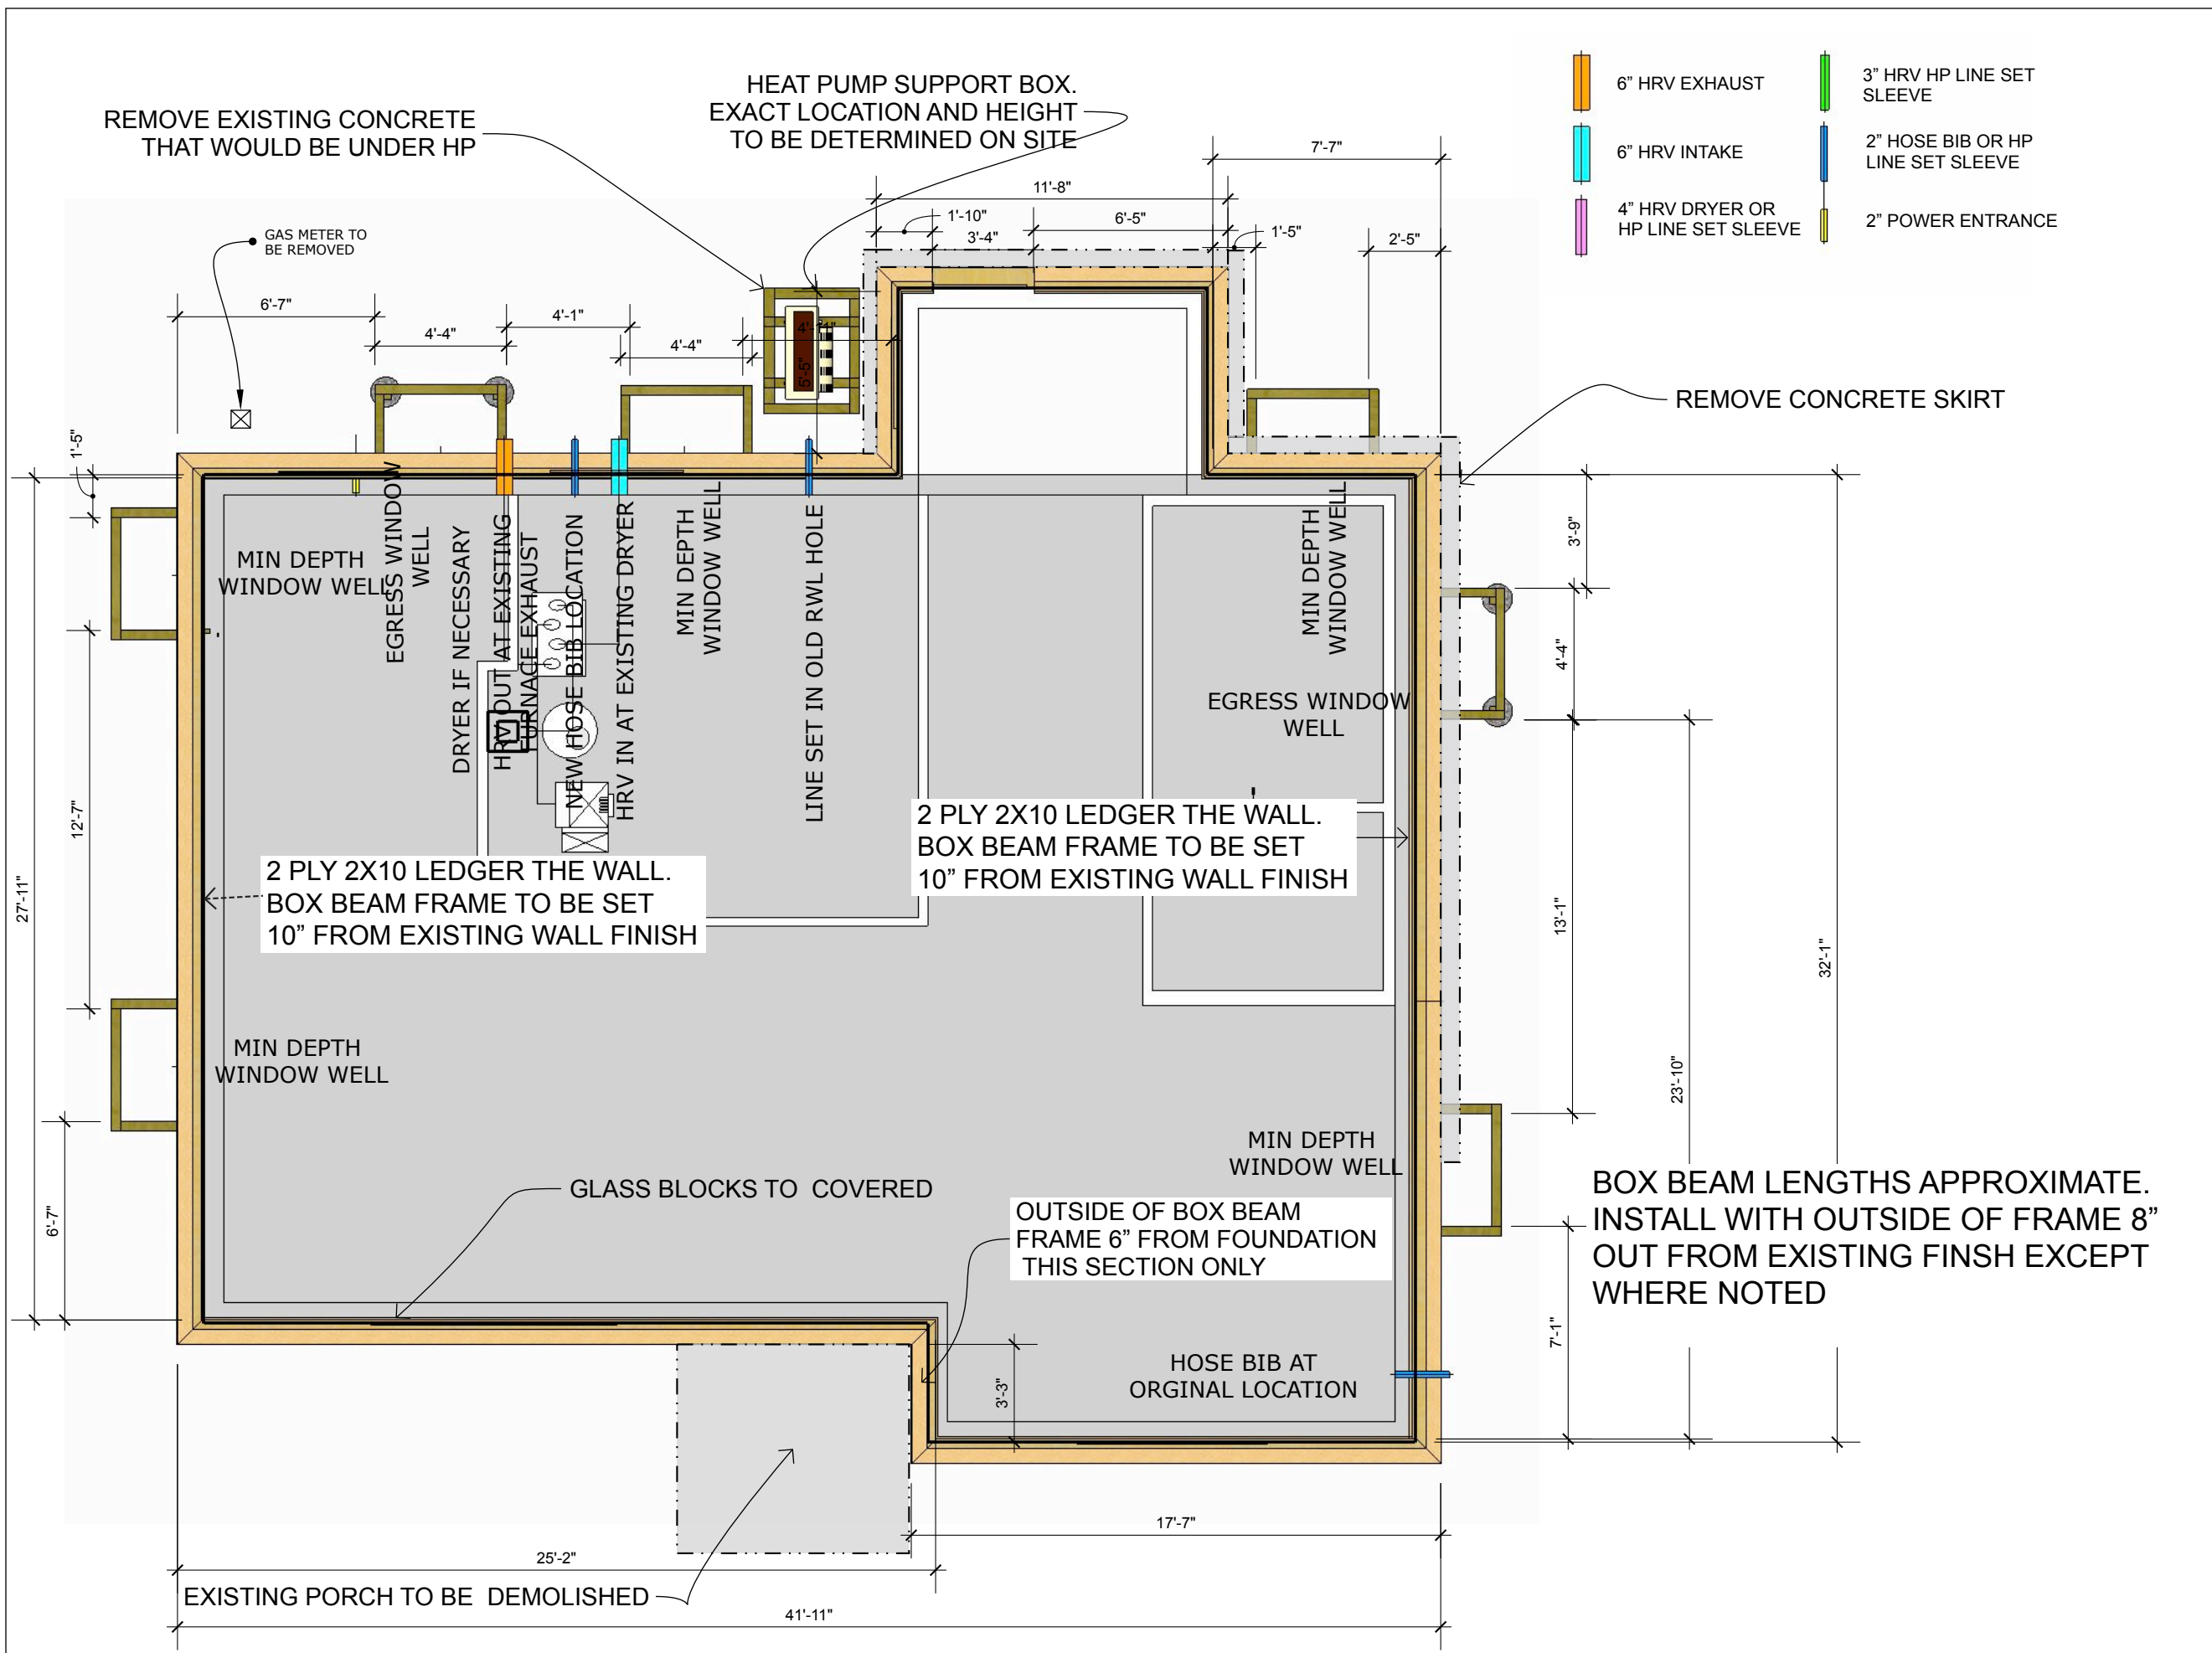 REMOVE EXISTING CONCRETE
THAT WOULD BE UNDER HP
HEAT PUMP SUPPORT BOX.
EXACT LOCATION AND HEIGHT
TO BE DETERMINED ON SITE
6” HRV EXHAUST
3” HRV HP LINE SET
SLEEVE
6” HRV INTAKE
2” HOSE BIB OR HP
LINE SET SLEEVE
4” HRV DRYER OR
HP LINE SET SLEEVE
2” POWER ENTRANCE
7'-7"
11'-8"
1'-10"
6'-5"
3'-4"
1'-5"
2'-5"
GAS METER TO
BE REMOVED
6'-7"
4'-4"
4'-1"
4'-4"
4'-11"
5'-5"
REMOVE CONCRETE SKIRT
1'-5"
MIN DEPTH
WINDOW WELL
EGRESS WINDOW
WELL
DRYER IF NECESSARY
HRV OUT AT EXISTING
FURNACE EXHAUST
NEW HOSE BIB LOCATION
HRV IN AT EXISTING DRYER
MIN DEPTH
WINDOW WELL
LINE SET IN OLD RWL HOLE
MIN DEPTH
WINDOW WELL
3'-9"
4'-4"
EGRESS WINDOW
WELL
12'-7"
27'-11"
2 PLY 2X10 LEDGER THE WALL.
BOX BEAM FRAME TO BE SET
10” FROM EXISTING WALL FINISH
2 PLY 2X10 LEDGER THE WALL.
BOX BEAM FRAME TO BE SET
10” FROM EXISTING WALL FINISH
13'-1"
32'-1"
23'-10"
MIN DEPTH
WINDOW WELL
MIN DEPTH
WINDOW WELL
6'-7"
GLASS BLOCKS TO COVERED
OUTSIDE OF BOX BEAM
FRAME 6” FROM FOUNDATION
THIS SECTION ONLY
BOX BEAM LENGTHS APPROXIMATE.
INSTALL WITH OUTSIDE OF FRAME 8”
OUT FROM EXISTING FINSH EXCEPT
WHERE NOTED
7'-1"
3'-3"
HOSE BIB AT
ORGINAL LOCATION
17'-7"
25'-2"
EXISTING PORCH TO BE DEMOLISHED
41'-11"